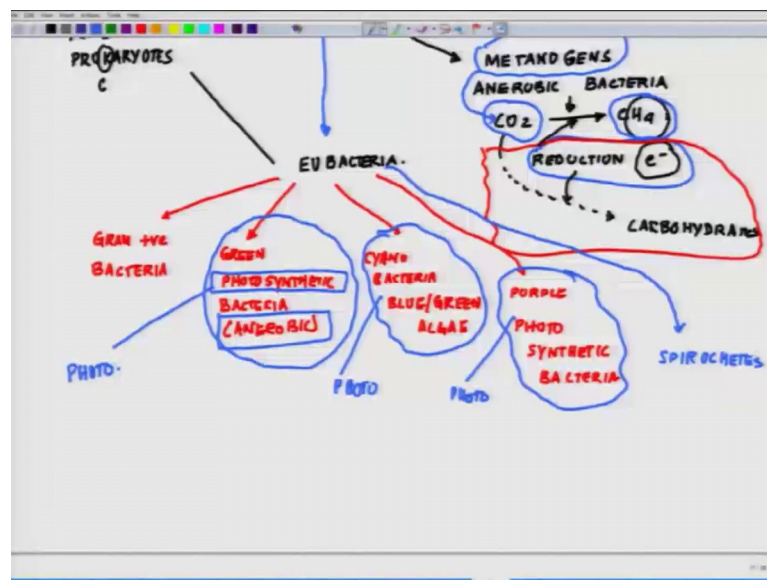 PROKARYOTES
C
METANOGENS
ANEROBIC BACTERIA
CO2 CH4
REDUCTION e-
CARBOHYDRATES
EUBACTERIA.
GRAM +vc
BACTERIA
GREEN
PHOTOSYNTHETIC
BACTERIA
(ANEROBIC)
CYANO
BACTERIA
BLUE/GREEN
ALGAE
PURPLE
PHOTO
SYNTHETIC
BACTERIA
SPIROCHETES
PHOTO.
PHOTO
PHOTO